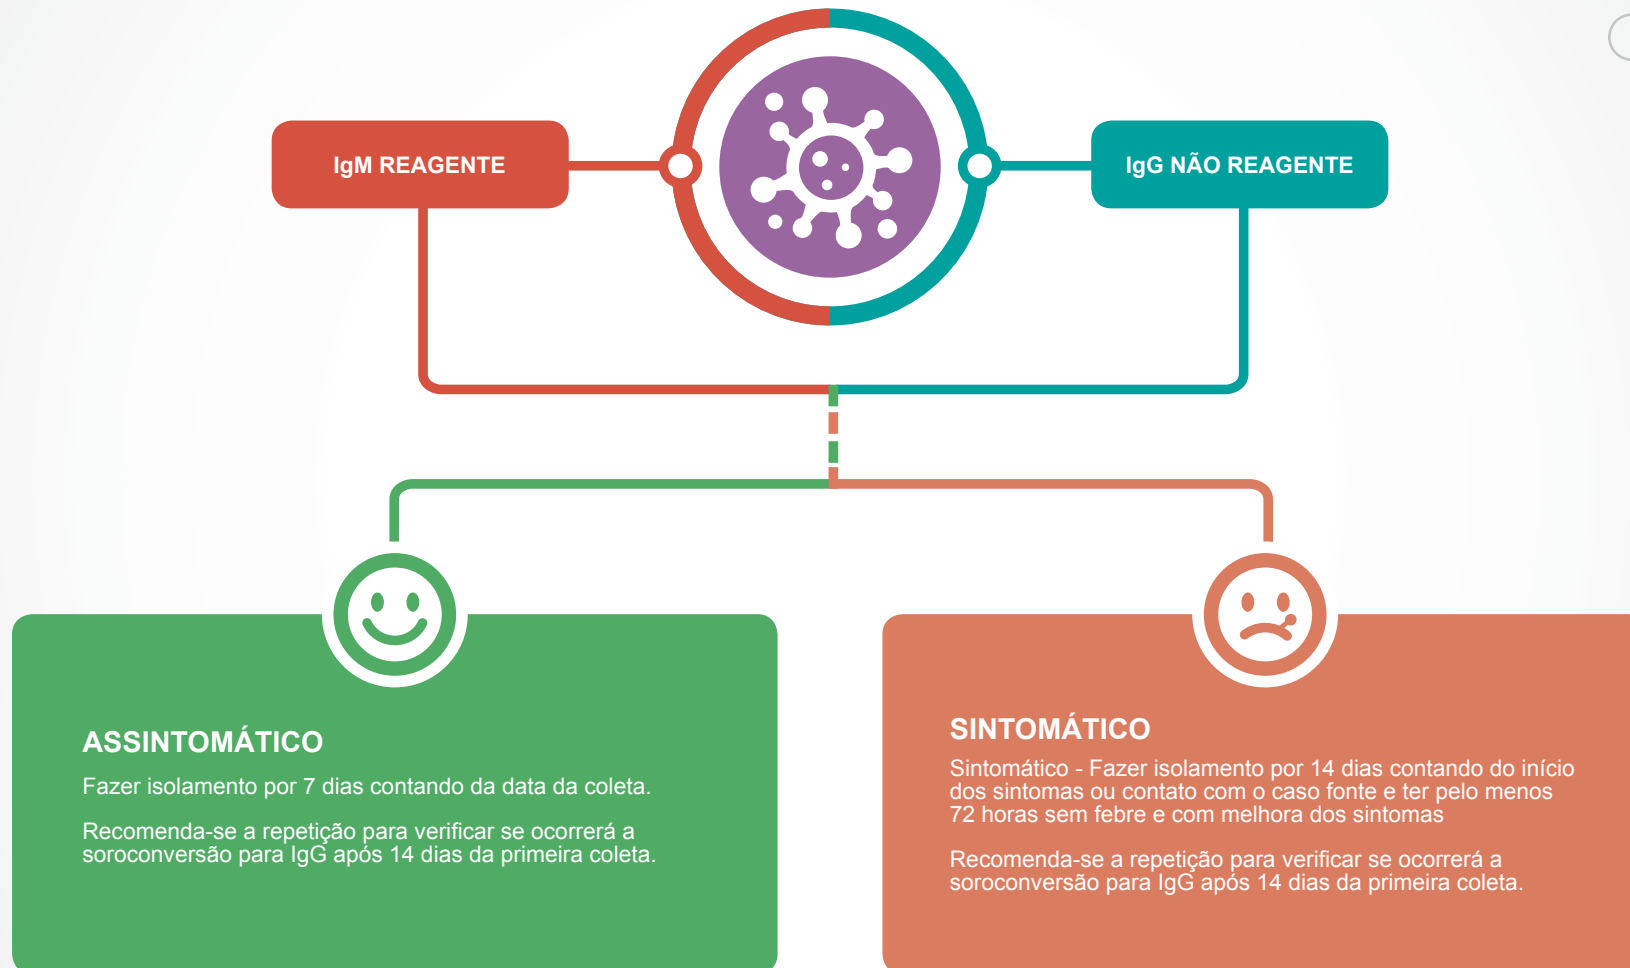 IgM REAGENTE
IgG NÃO REAGENTE
ASSINTOMÁTICO
Fazer isolamento por 7 dias contando da data da coleta.
Recomenda-se a repetição para verificar se ocorrerá a
soroconversão para IgG após 14 dias da primeira coleta.
SINTOMÁTICO
Sintomático - Fazer isolamento por 14 dias contando do início
dos sintomas ou contato com o caso fonte e ter pelo menos
72 horas sem febre e com melhora dos sintomas
Recomenda-se a repetição para verificar se ocorrerá a
soroconversão para IgG após 14 dias da primeira coleta.